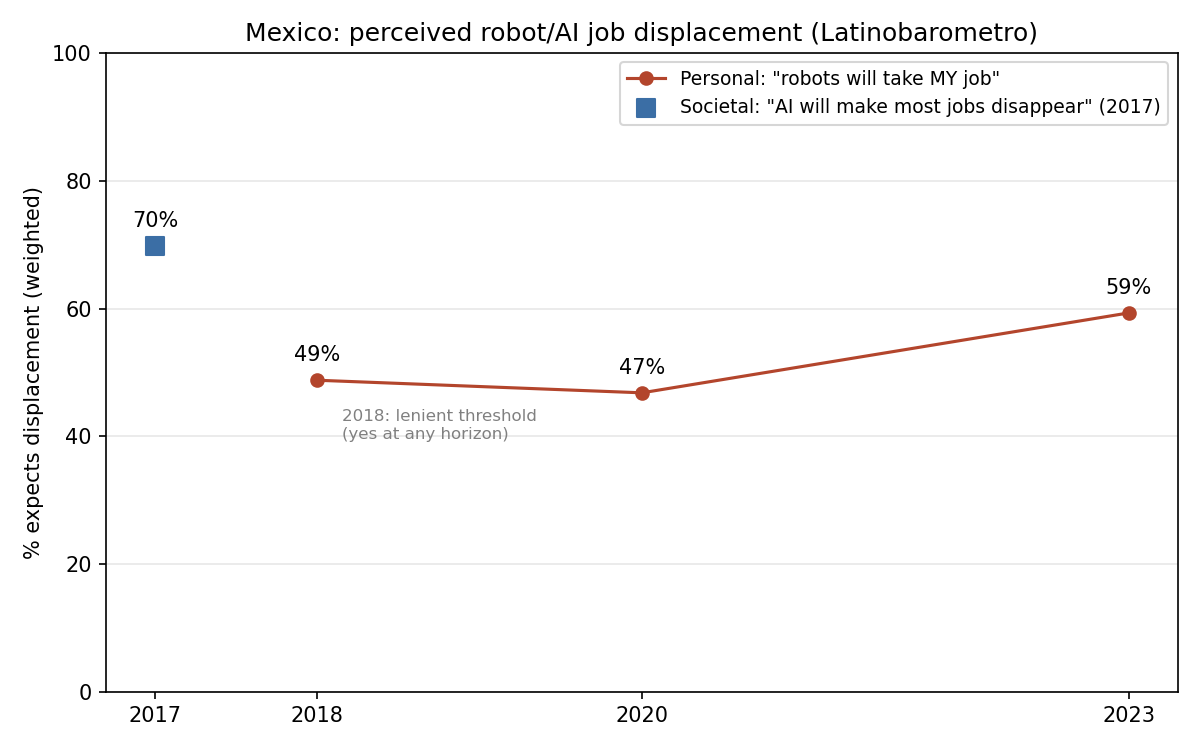 Mexico: perceived robot/AI job displacement (Latinobarometro)
100
80
60
40
20
0
% expects displacement (weighted)
Personal: "robots will take MY job"
Societal: "AI will make most jobs disappear" (2017)
70%
49%
47%
59%
2018: lenient threshold
(yes at any horizon)
2017
2018
2020
2023